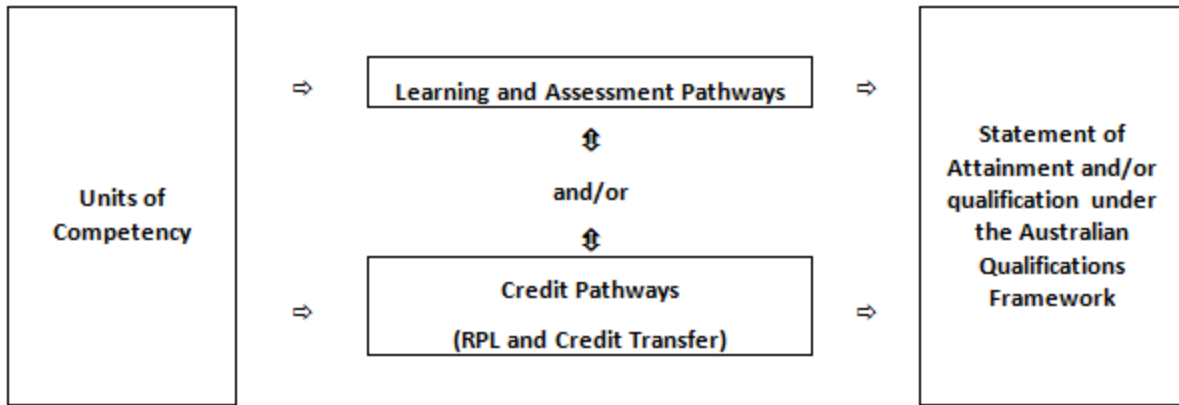 Units of
Competency
Learning and Assessment Pathways
and/or
Credit Pathways
(RPL and Credit Transfer)
Statement of
Attainment and/or
qualification under
the Australian
Qualifications
Framework